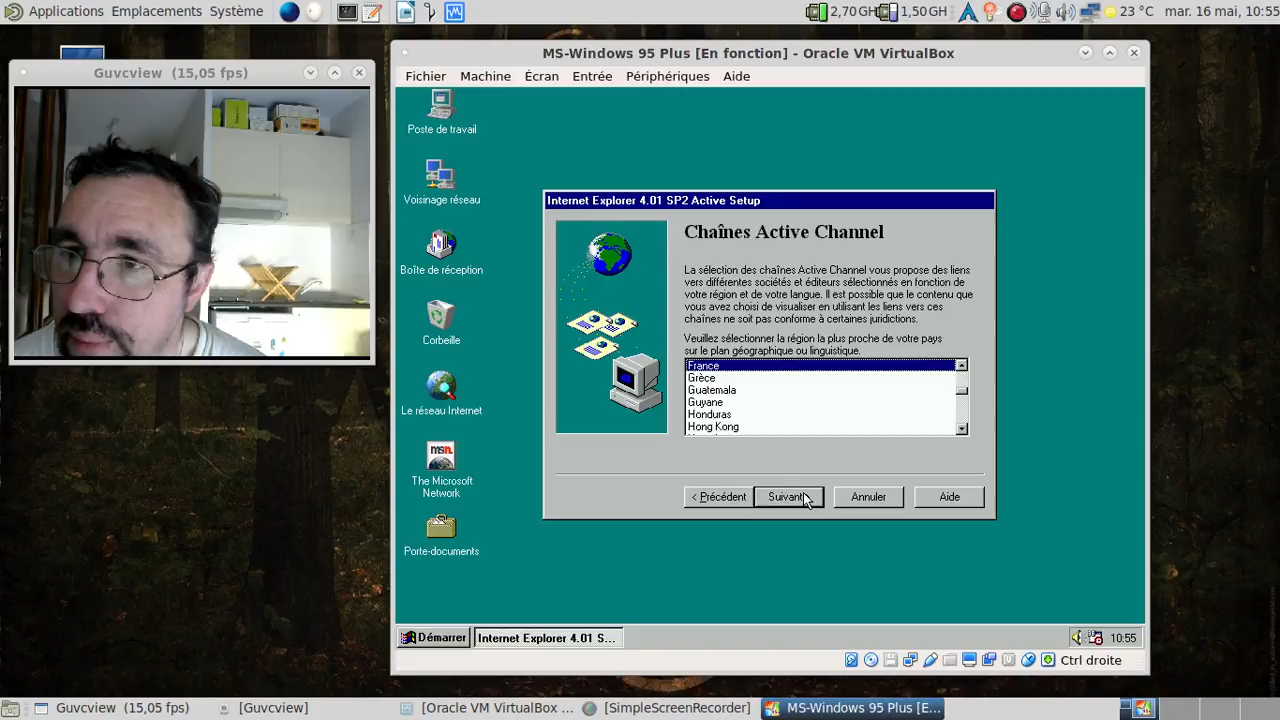 Applications Emplacements Système
2,70 GH 1,50 GH 23 °C mar. 16 mai, 10:55
Guvcview (15,05 fps)
MS-Windows 95 Plus [En fonction] - Oracle VM VirtualBox
Fichier Machine Écran Entrée Périphériques Aide
Poste de travail
Voisinage réseau
Boîte de réception
Corbeille
Le réseau Internet
msn
The Microsoft
Network
Porte-documents
Internet Explorer 4.01 SP2 Active Setup
Chaînes Active Channel
La sélection des chaînes Active Channel vous propose des liens
vers différentes sociétés et éditeurs sélectionnés en fonction de
votre région et de votre langue. Il est possible que le contenu que
vous avez choisi de visualiser en utilisant les liens vers ces
chaînes ne soit pas conforme à certaines juridictions.
Veuillez sélectionner la région la plus proche de votre pays
sur le plan géographique ou linguistique.
France
Grèce
Guatemala
Guyane
Honduras
Hong Kong
< Précédent Suivant Annuler Aide
Démarrer Internet Explorer 4.01 S... 10:55
Ctrl droite
Guvcview (15,05 fps) [Guvcview] [Oracle VM VirtualBox ... [SimpleScreenRecorder] MS-Windows 95 Plus [E...